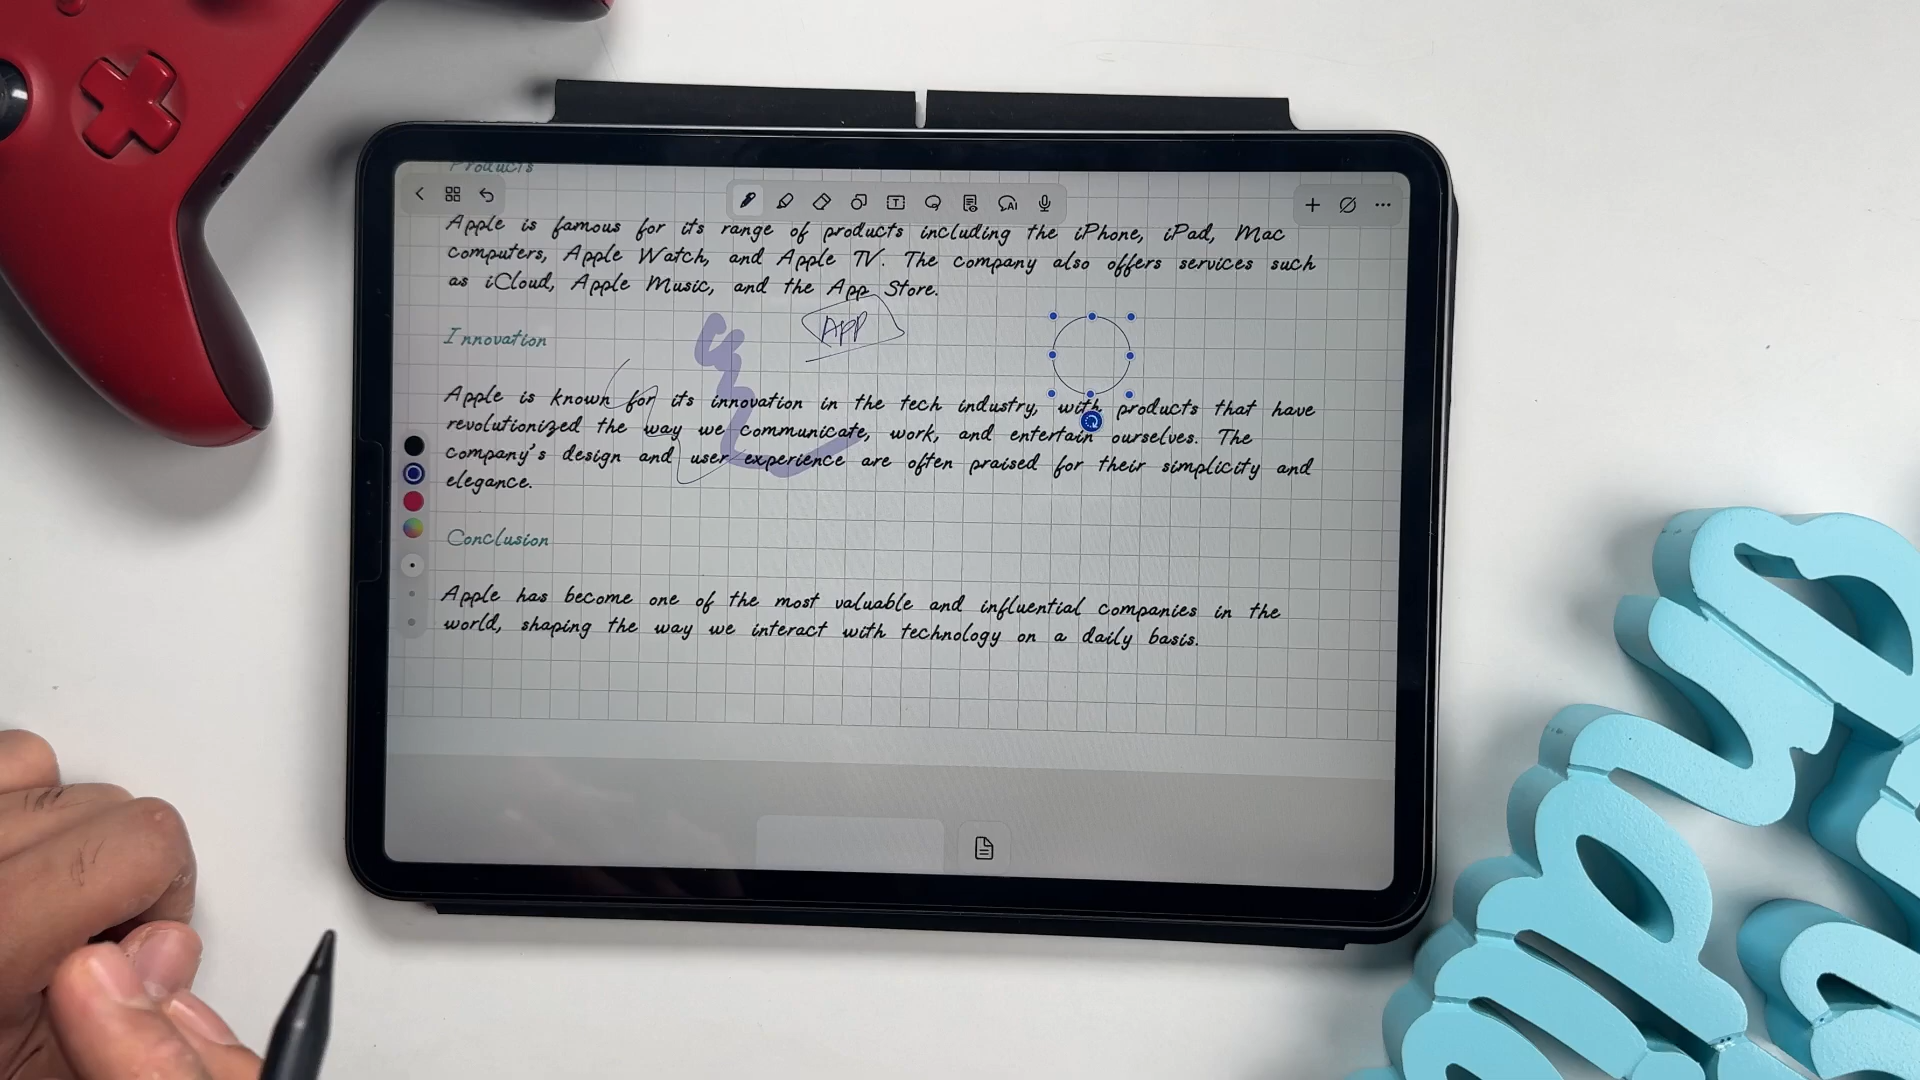 Products
Apple is famous for its range of products including the iPhone, iPad, Mac
computers, Apple Watch, and Apple TV. The company also offers services such
as iCloud, Apple Music, and the App Store.
APP
Innovation
Apple is known for its innovation in the tech industry, with products that have
revolutionized the way we communicate, work, and entertain ourselves. The
company's design and user experience are often praised for their simplicity and
elegance.
Conclusion
Apple has become one of the most valuable and influential companies in the
world, shaping the way we interact with technology on a daily basis.